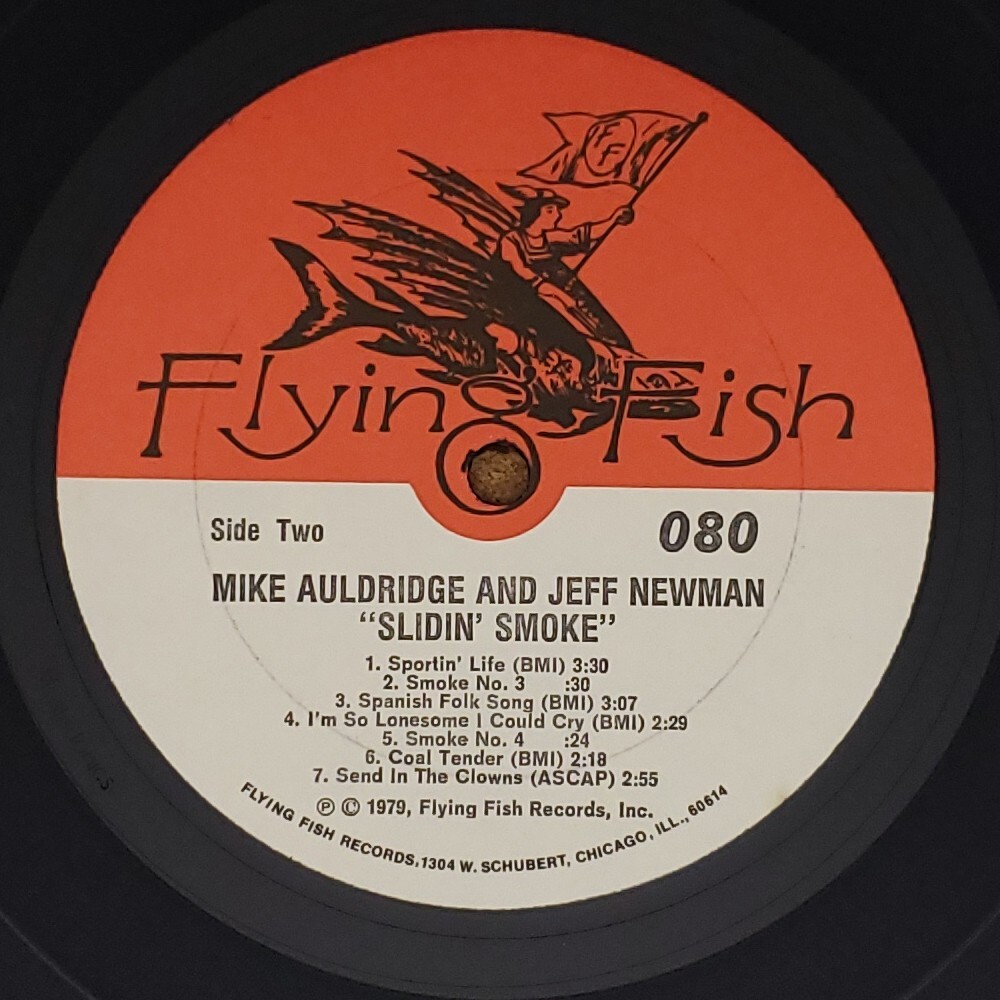 FF
Flying Fish
Side Two 080
MIKE AULDRIDGE AND JEFF NEWMAN
“SLIDIN’ SMOKE”
1. Sportin’ Life (BMI) 3:30
2. Smoke No. 3 :30
3. Spanish Folk Song (BMI) 3:07
4. I’m So Lonesome I Could Cry (BMI) 2:29
5. Smoke No. 4 :24
6. Coal Tender (BMI) 2:18
7. Send In The Clowns (ASCAP) 2:55
Ⓟ © 1979, Flying Fish Records, Inc.
FLYING FISH RECORDS,1304 W. SCHUBERT, CHICAGO, ILL., 60614